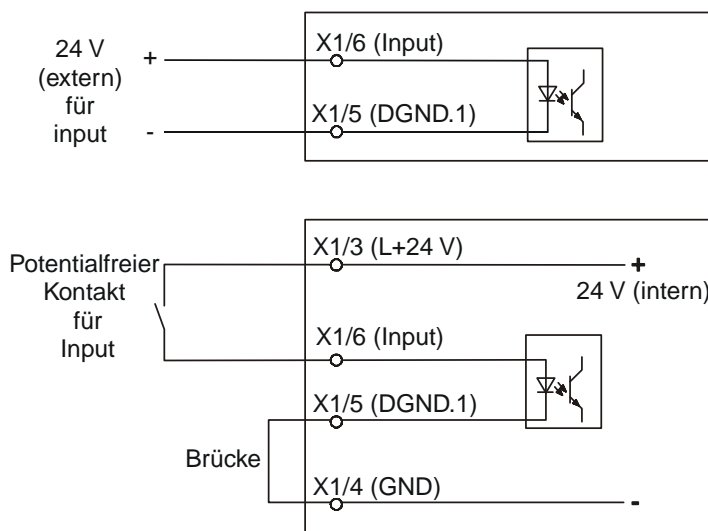 24 V
(extern)
für
input
+
-
X1/6 (Input)
X1/5 (DGND.1)
Potentialfreier
Kontakt
für
Input
X1/3 (L+24 V)
+
24 V (intern)
X1/6 (Input)
X1/5 (DGND.1)
Brücke
X1/4 (GND)
-